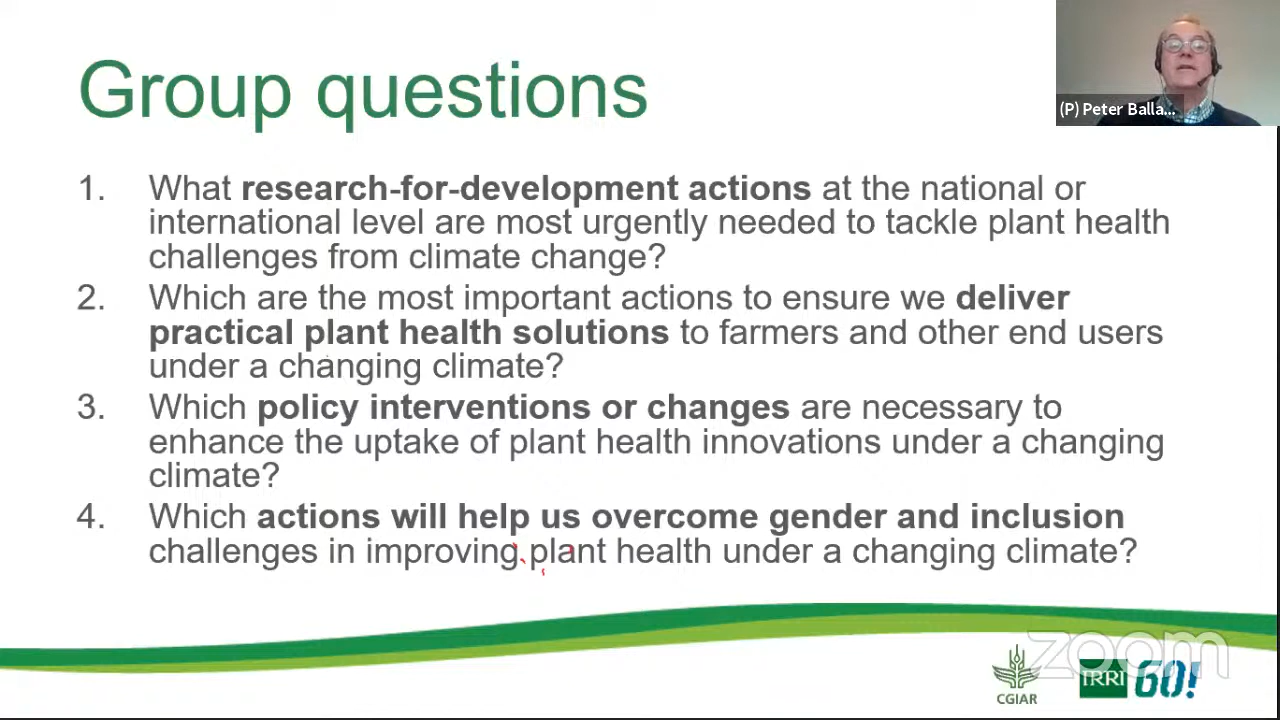 Group questions
(P) Peter Balla...
1. What research-for-development actions at the national or
international level are most urgently needed to tackle plant health
challenges from climate change?
2. Which are the most important actions to ensure we deliver
practical plant health solutions to farmers and other end users
under a changing climate?
3. Which policy interventions or changes are necessary to
enhance the uptake of plant health innovations under a changing
climate?
4. Which actions will help us overcome gender and inclusion
challenges in improving plant health under a changing climate?
zoom
CGIAR
IRRI 60!